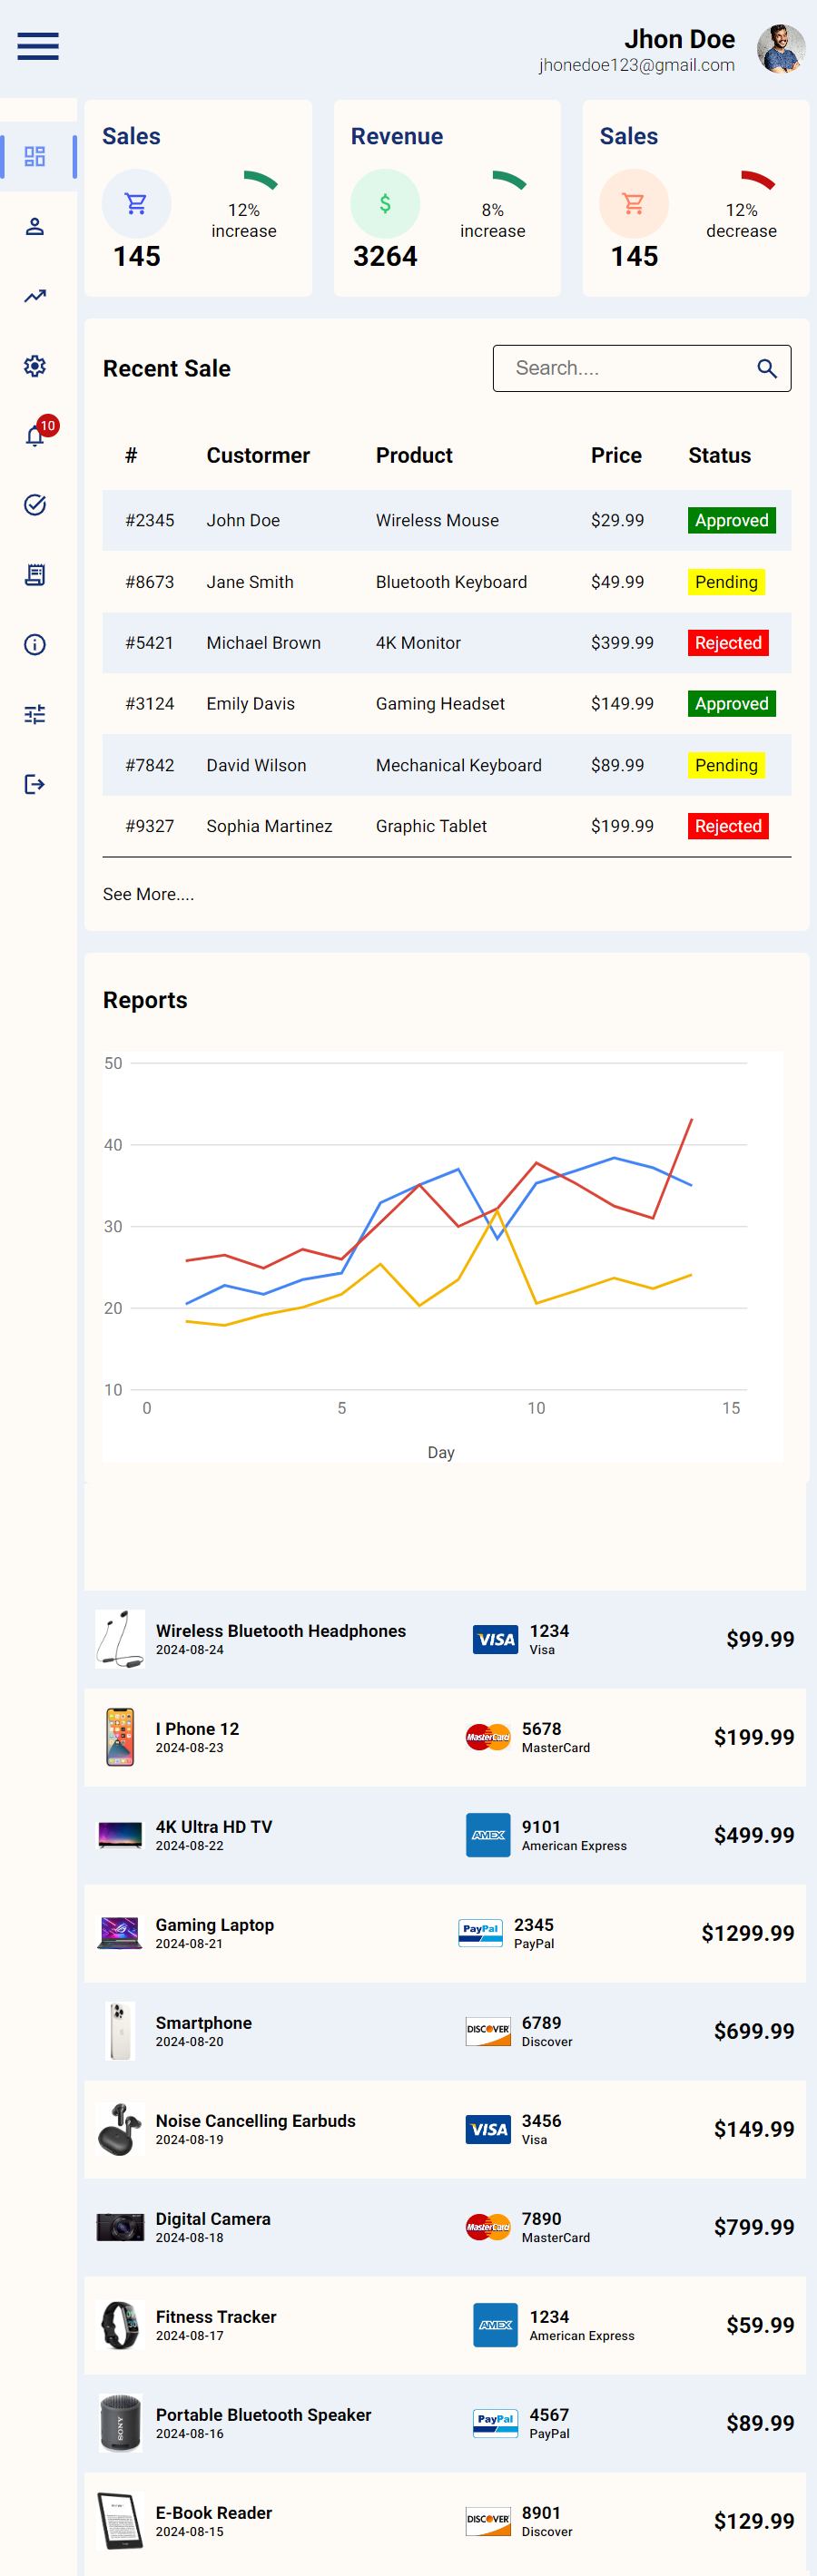 Jhon Doe
jhonedoe123@gmail.com
Sales
12%
increase
145
Revenue
8%
increase
3264
Sales
12%
decrease
145
10
Recent Sale
Search....
# Custormer Product Price Status
#2345 John Doe Wireless Mouse $29.99 Approved
#8673 Jane Smith Bluetooth Keyboard $49.99 Pending
#5421 Michael Brown 4K Monitor $399.99 Rejected
#3124 Emily Davis Gaming Headset $149.99 Approved
#7842 David Wilson Mechanical Keyboard $89.99 Pending
#9327 Sophia Martinez Graphic Tablet $199.99 Rejected
See More....
Reports
50
40
30
20
10
0 5 10 15
Day
Wireless Bluetooth Headphones
2024-08-24
VISA
1234
Visa
$99.99
I Phone 12
2024-08-23
MasterCard
5678
MasterCard
$199.99
4K Ultra HD TV
2024-08-22
AMEX
9101
American Express
$499.99
Gaming Laptop
2024-08-21
PayPal
2345
PayPal
$1299.99
Smartphone
2024-08-20
DISCOVER
6789
Discover
$699.99
Noise Cancelling Earbuds
2024-08-19
VISA
3456
Visa
$149.99
Digital Camera
2024-08-18
MasterCard
7890
MasterCard
$799.99
Fitness Tracker
2024-08-17
AMEX
1234
American Express
$59.99
Portable Bluetooth Speaker
2024-08-16
SONY
PayPal
4567
PayPal
$89.99
E-Book Reader
2024-08-15
DISCOVER
8901
Discover
$129.99